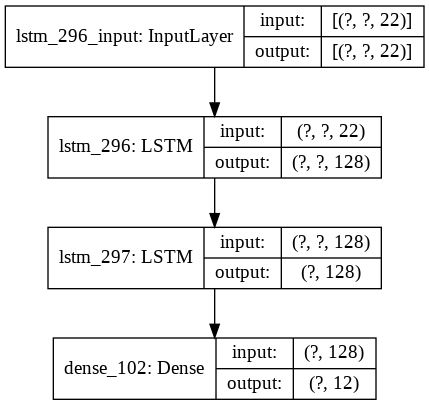 lstm_296_input: InputLayer
input: [(?, ?, 22)]
output: [(?, ?, 22)]
lstm_296: LSTM
input: (?, ?, 22)
output: (?, ?, 128)
lstm_297: LSTM
input: (?, ?, 128)
output: (?, 128)
dense_102: Dense
input: (?, 128)
output: (?, 12)